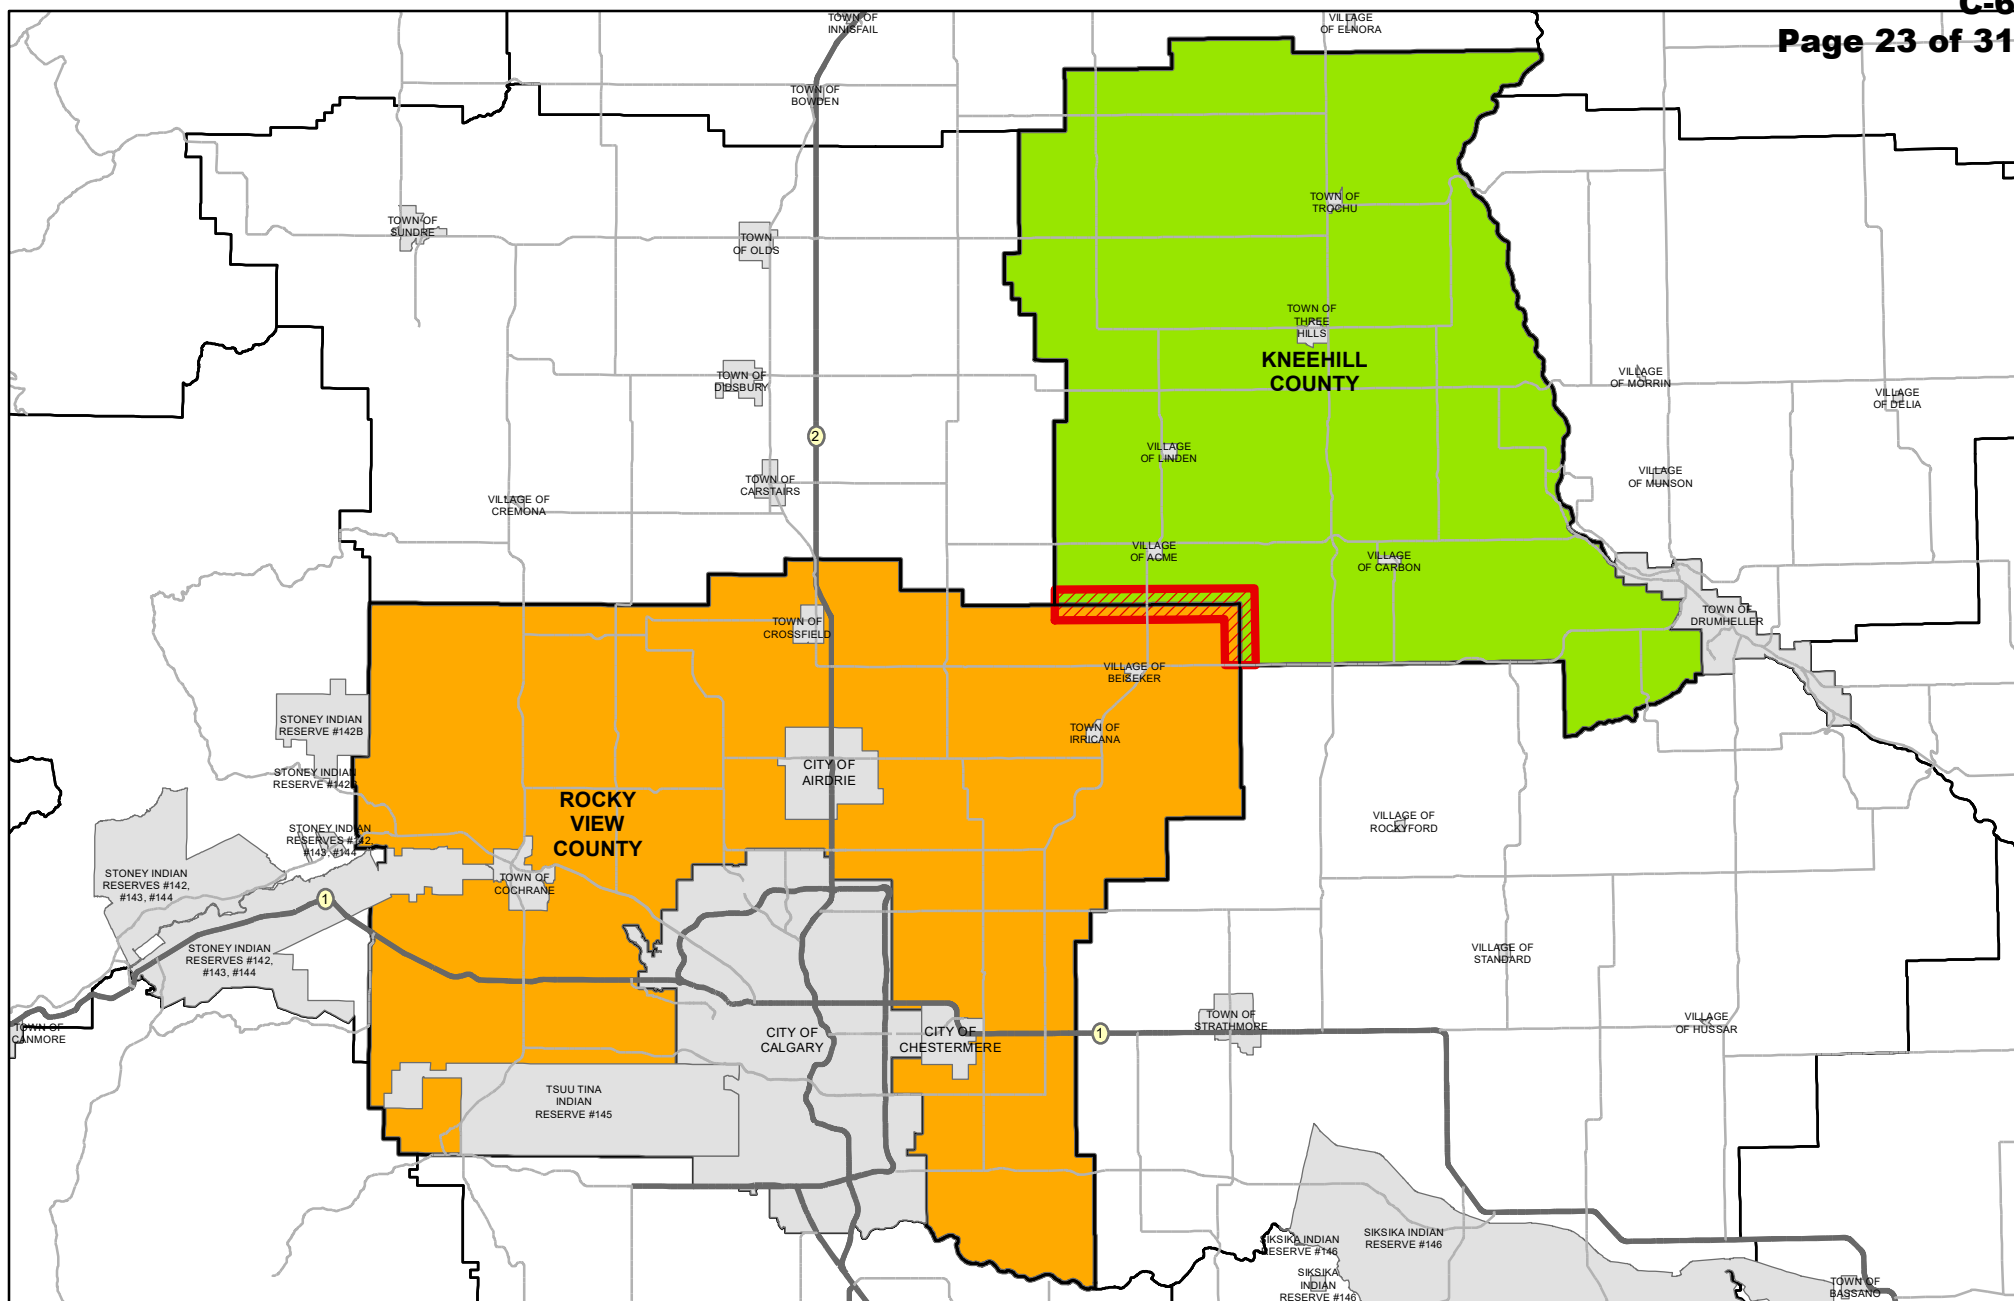 C-6
Page 23 of 31
TOWN OF
INNISFAIL
VILLAGE
OF ELNORA
TOWN OF
BOWDEN
TOWN OF
TROCHU
TOWN OF
SUNDRE
TOWN
OF OLDS
TOWN OF
THREE
HILLS
KNEEHILL
COUNTY
VILLAGE
OF MORRIN
TOWN OF
DIDSBURY
VILLAGE
OF DELIA
2
VILLAGE
OF LINDEN
VILLAGE
OF MUNSON
TOWN OF
CARSTAIRS
VILLAGE OF
CREMONA
VILLAGE
OF ACME
VILLAGE
OF CARBON
TOWN OF
DRUMHELLER
TOWN OF
CROSSFIELD
VILLAGE OF
BEISEKER
STONEY INDIAN
RESERVE #142B
TOWN OF
IRRICANA
STONEY INDIAN
RESERVE #142B
CITY OF
AIRDRIE
ROCKY
VIEW
COUNTY
VILLAGE OF
ROCKYFORD
STONEY INDIAN
RESERVES #142,
#143, #144
STONEY INDIAN
RESERVES #142,
#143, #144
TOWN OF
COCHRANE
1
STONEY INDIAN
RESERVES #142,
#143, #144
VILLAGE OF
STANDARD
TOWN OF
CANMORE
CITY OF
CALGARY
CITY OF
CHESTERMERE
1
TOWN OF
STRATHMORE
VILLAGE
OF HUSSAR
TSUU TINA
INDIAN
RESERVE #145
SIKSIKA INDIAN
RESERVE #146
SIKSIKA INDIAN
RESERVE #146
SIKSIKA
INDIAN
RESERVE #146
TOWN OF
BASSANO